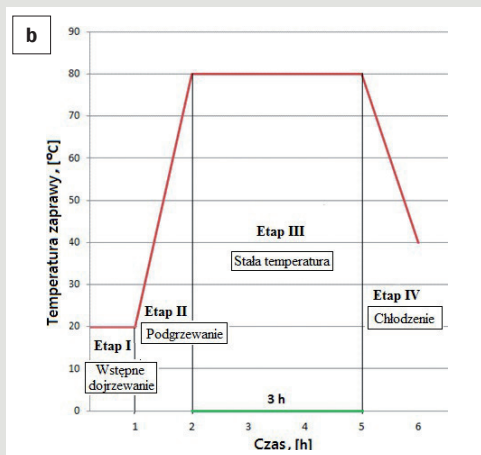 b
90
80
70
60
50
40
30
20
10
0
Temperatura zaprawy, [°C]
Etap I
Wstępne
dojrzewanie
Etap II
Podgrzewanie
Etap III
Stała temperatura
Etap IV
Chłodzenie
3 h
1 2 3 4 5 6
Czas, [h]